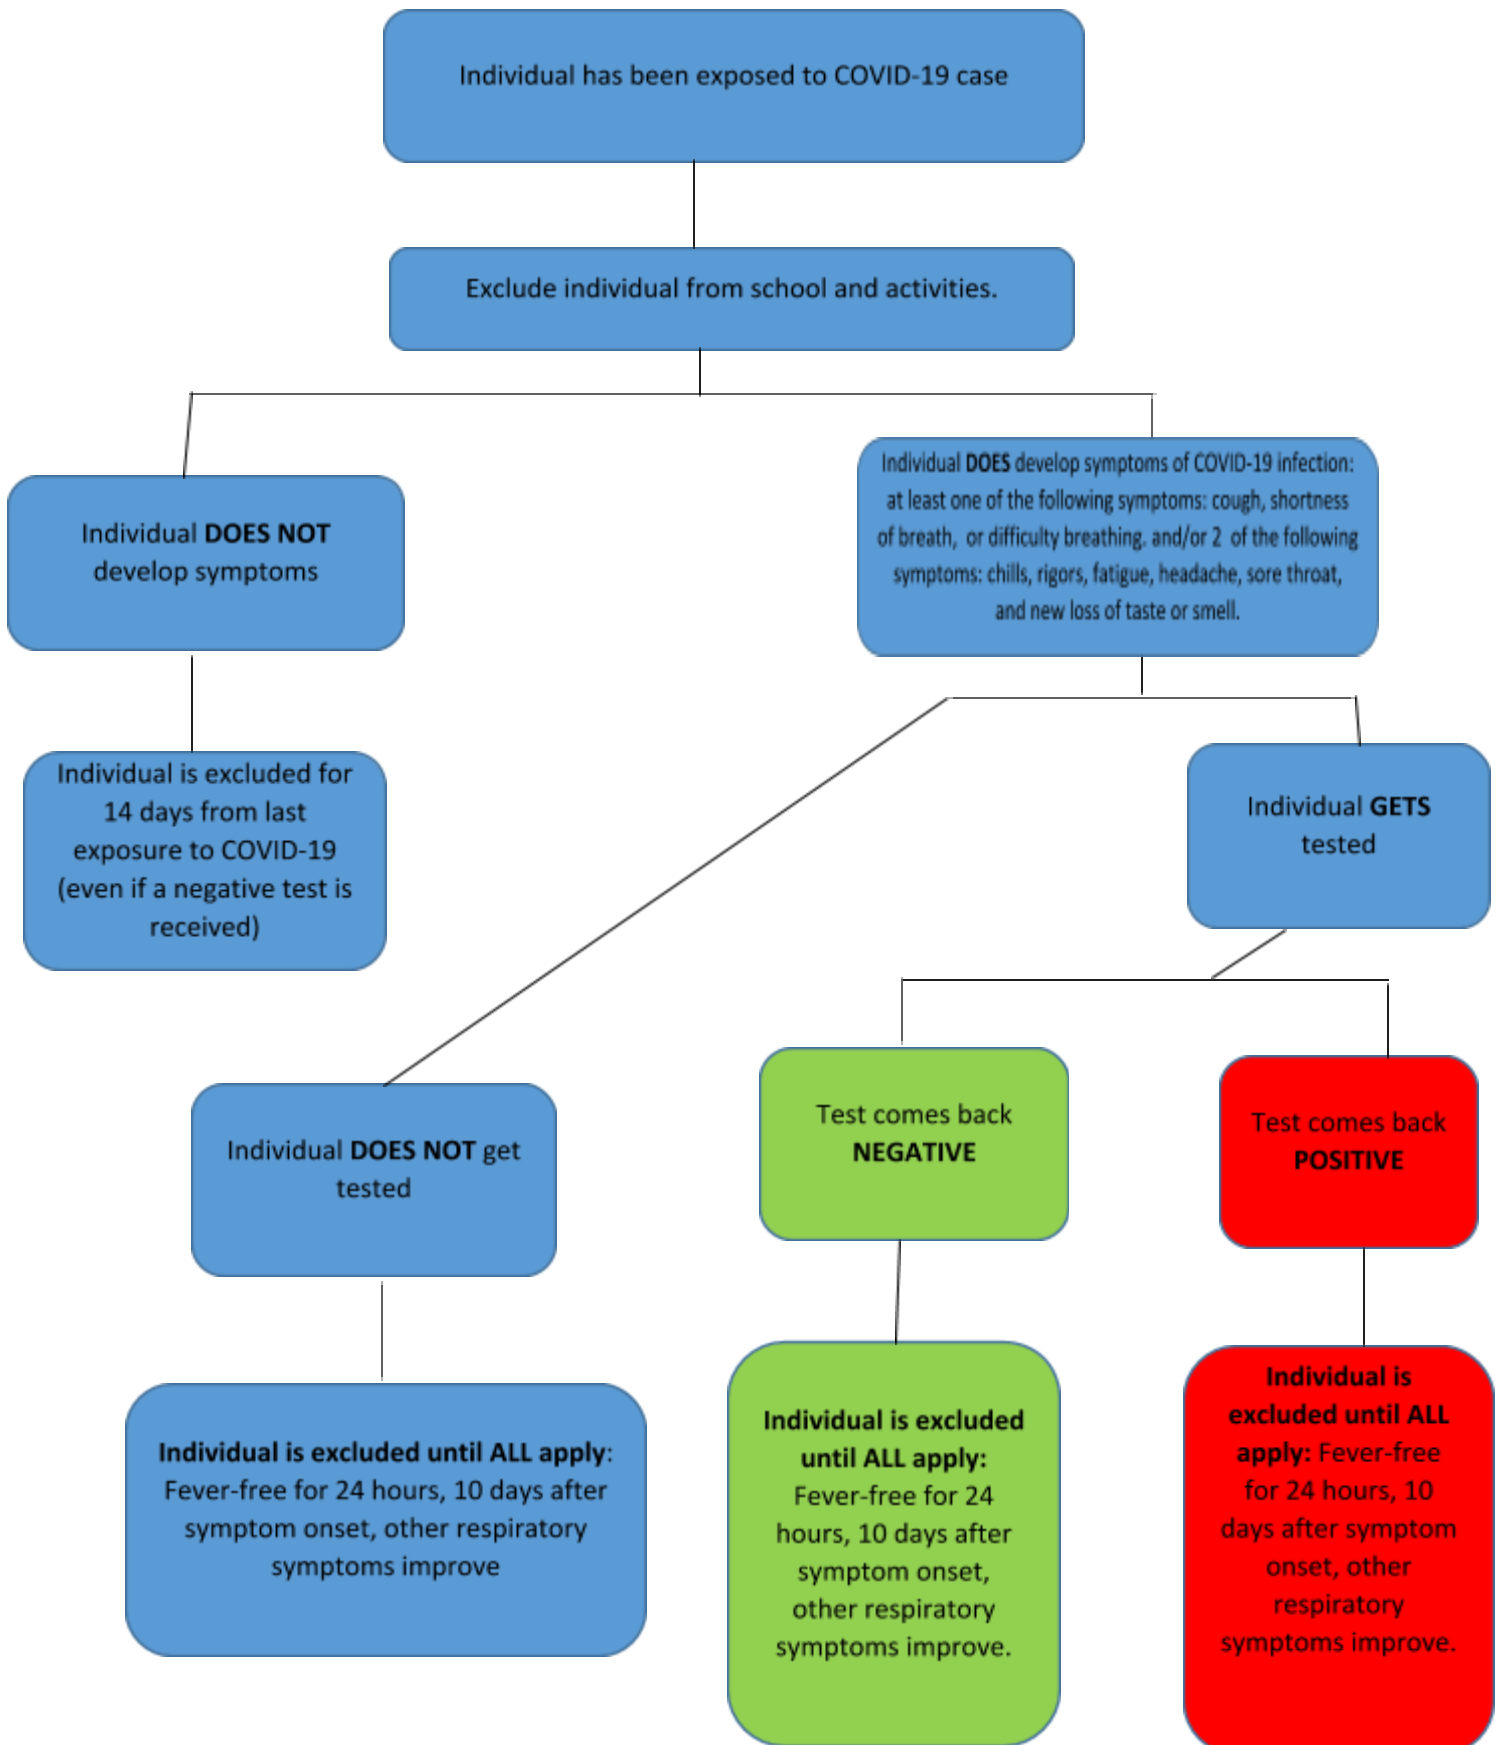 Individual has been exposed to COVID-19 case
Exclude individual from school and activities.
Individual DOES NOT
develop symptoms
Individual DOES develop symptoms of COVID-19 infection:
at least one of the following symptoms: cough, shortness
of breath, or difficulty breathing. and/or 2 of the following
symptoms: chills, rigors, fatigue, headache, sore throat,
and new loss of taste or smell.
Individual is excluded for
14 days from last
exposure to COVID-19
(even if a negative test is
received)
Individual GETS
tested
Individual DOES NOT get
tested
Test comes back
NEGATIVE
Test comes back
POSITIVE
Individual is excluded until ALL apply:
Fever-free for 24 hours, 10 days after
symptom onset, other respiratory
symptoms improve
Individual is excluded
until ALL apply:
Fever-free for 24
hours, 10 days after
symptom onset,
other respiratory
symptoms improve.
Individual is
excluded until ALL
apply: Fever-free
for 24 hours, 10
days after symptom
onset, other
respiratory
symptoms improve.